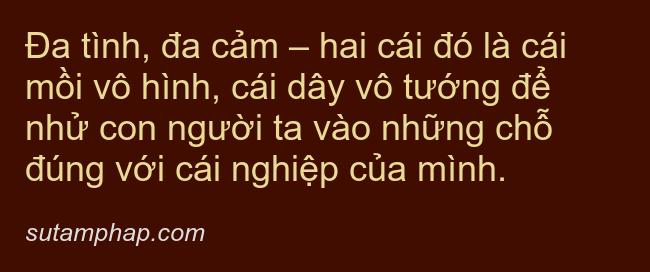 Đa tình, đa cảm – hai cái đó là cái
mồi vô hình, cái dây vô tướng để
nhử con người ta vào những chỗ
đúng với cái nghiệp của mình.
sutamphap.com